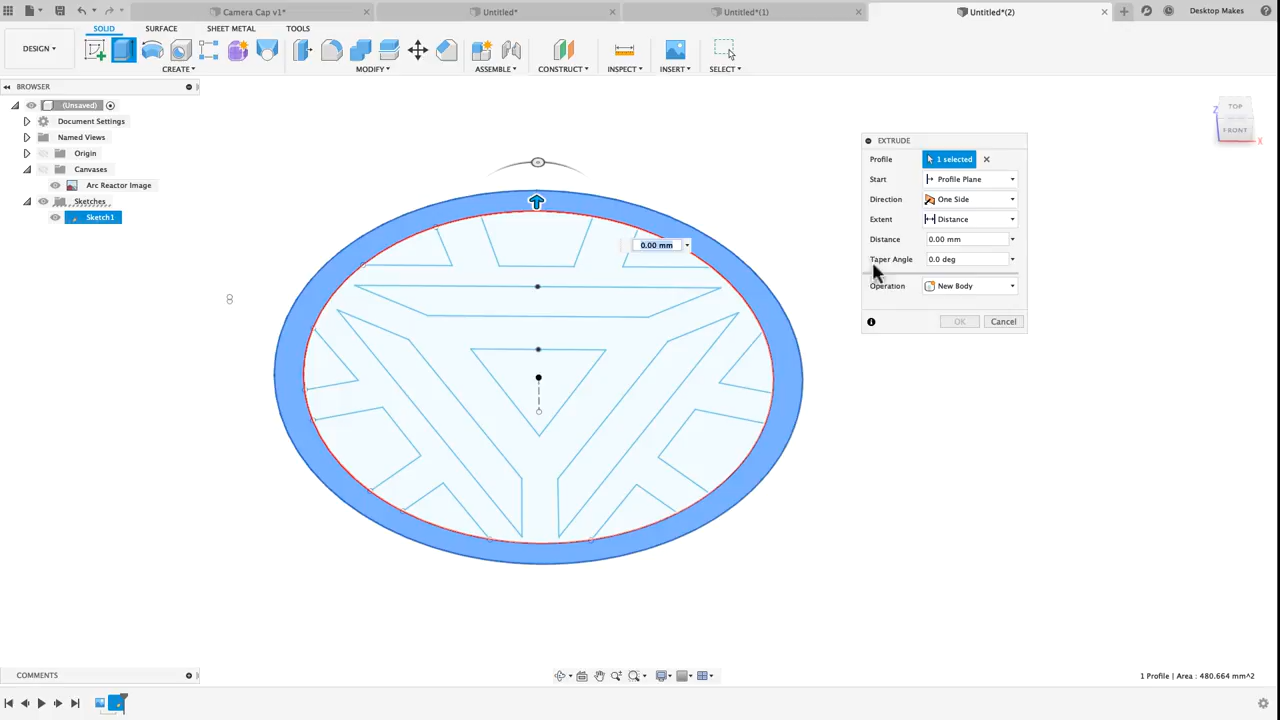 Camera Cap v1*
Untitled*
Untitled*(1)
Untitled*(2)
Desktop Makes
SOLID
SURFACE
SHEET METAL
TOOLS
DESIGN
CREATE
MODIFY
ASSEMBLE
CONSTRUCT
INSPECT
INSERT
SELECT
BROWSER
(Unsaved)
Document Settings
Named Views
Origin
Canvases
Arc Reactor Image
Sketches
Sketch1
0.00 mm
TOP
FRONT
Z
X
EXTRUDE
Profile 1 selected
Start Profile Plane
Direction One Side
Extent Distance
Distance 0.00 mm
Taper Angle 0.0 deg
Operation New Body
OK Cancel
COMMENTS
1 Profile | Area : 480.664 mm^2